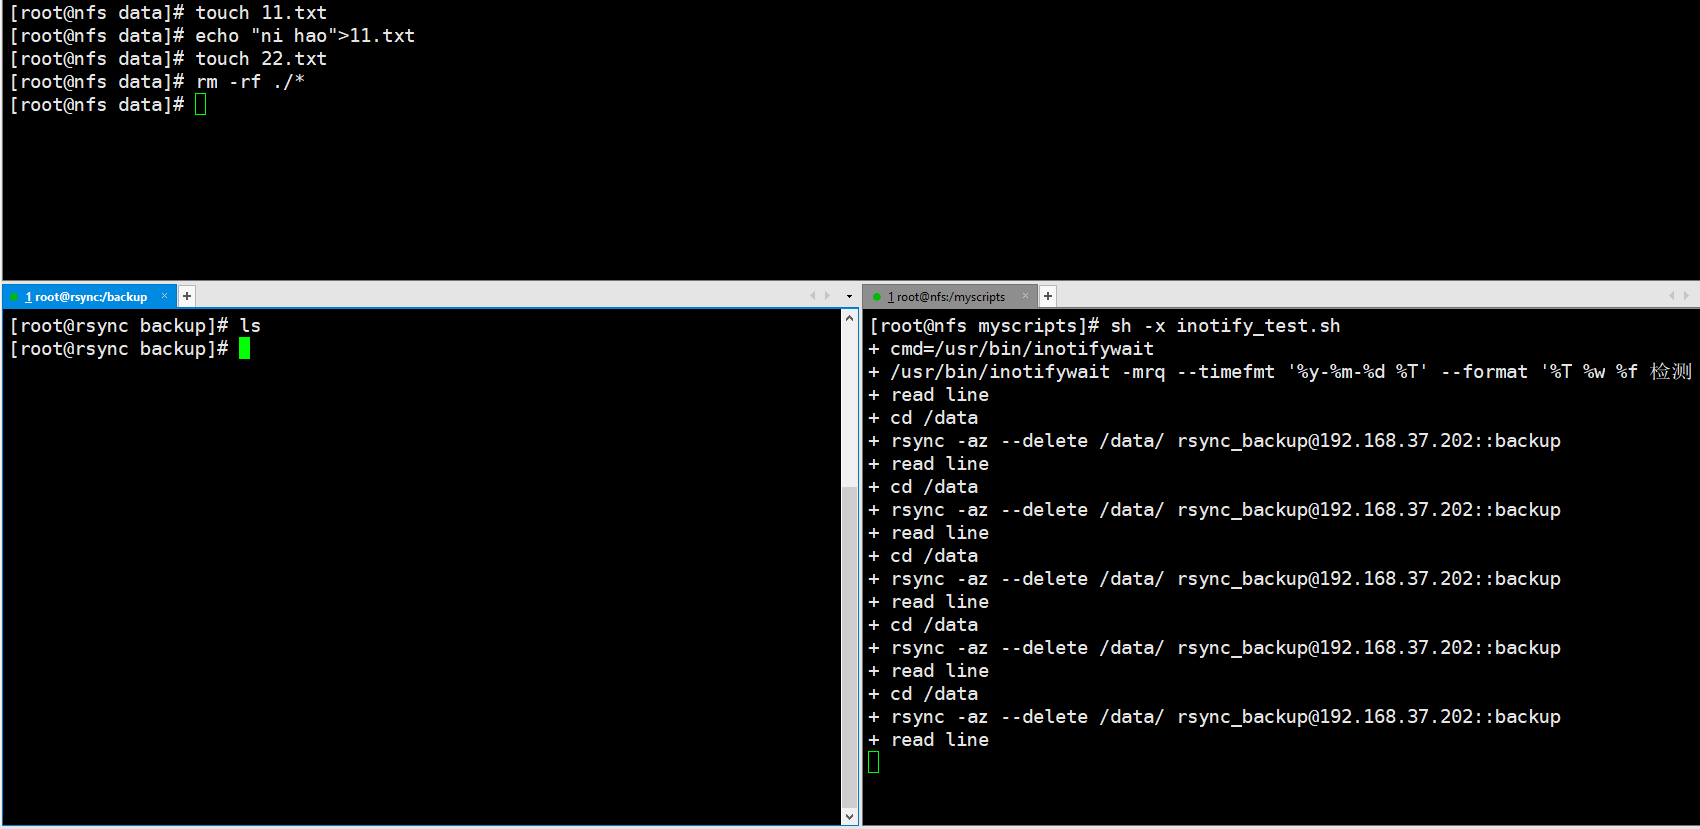 [root@nfs data]# touch 11.txt
[root@nfs data]# echo "ni hao">11.txt
[root@nfs data]# touch 22.txt
[root@nfs data]# rm -rf ./*
[root@nfs data]#
1 root@rsync:/backup × +
[root@rsync backup]# ls
[root@rsync backup]#
1 root@nfs:/myscripts × +
[root@nfs myscripts]# sh -x inotify_test.sh
+ cmd=/usr/bin/inotifywait
+ /usr/bin/inotifywait -mrq --timefmt '%y-%m-%d %T' --format '%T %w %f 检测
+ read line
+ cd /data
+ rsync -az --delete /data/ rsync_backup@192.168.37.202::backup
+ read line
+ cd /data
+ rsync -az --delete /data/ rsync_backup@192.168.37.202::backup
+ read line
+ cd /data
+ rsync -az --delete /data/ rsync_backup@192.168.37.202::backup
+ read line
+ cd /data
+ rsync -az --delete /data/ rsync_backup@192.168.37.202::backup
+ read line
+ cd /data
+ rsync -az --delete /data/ rsync_backup@192.168.37.202::backup
+ read line